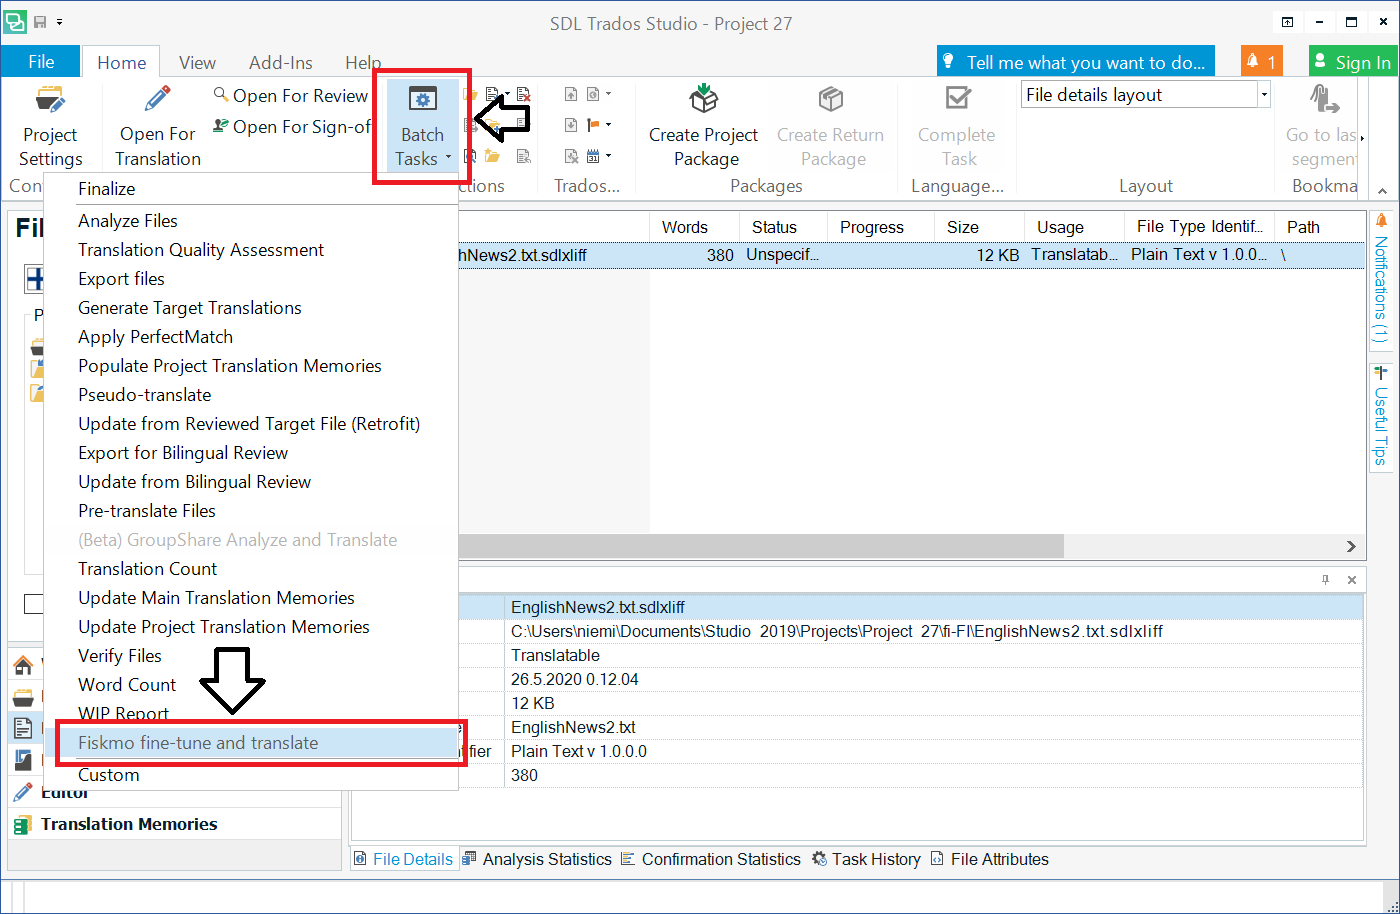 SDL Trados Studio - Project 27
File
Home
View
Add-Ins
Help
Tell me what you want to do...
1
Sign In
Project Settings
Open For Translation
Open For Review
Open For Sign-of
Batch Tasks
Create Project Package
Create Return Package
Complete Task
File details layout
Go to las segment
ctions
Trados...
Packages
Language...
Layout
Bookma
Finalize
Analyze Files
Translation Quality Assessment
Export files
Generate Target Translations
Apply PerfectMatch
Populate Project Translation Memories
Pseudo-translate
Update from Reviewed Target File (Retrofit)
Export for Bilingual Review
Update from Bilingual Review
Pre-translate Files
(Beta) GroupShare Analyze and Translate
Translation Count
Update Main Translation Memories
Update Project Translation Memories
Verify Files
Word Count
WIP Report
Fiskmo fine-tune and translate
Custom
Editor
Translation Memories
Words
Status
Progress
Size
Usage
File Type Identif...
Path
hNews2.txt.sdlxliff
380
Unspecif...
12 KB
Translatab...
Plain Text v 1.0.0...
\
Notifications (1)
Useful Tips
EnglishNews2.txt.sdlxliff
C:\Users\niemi\Documents\Studio 2019\Projects\Project 27\fi-FI\EnglishNews2.txt.sdlxliff
Translatable
26.5.2020 0.12.04
12 KB
EnglishNews2.txt
tifier
Plain Text v 1.0.0.0
380
File Details
Analysis Statistics
Confirmation Statistics
Task History
File Attributes